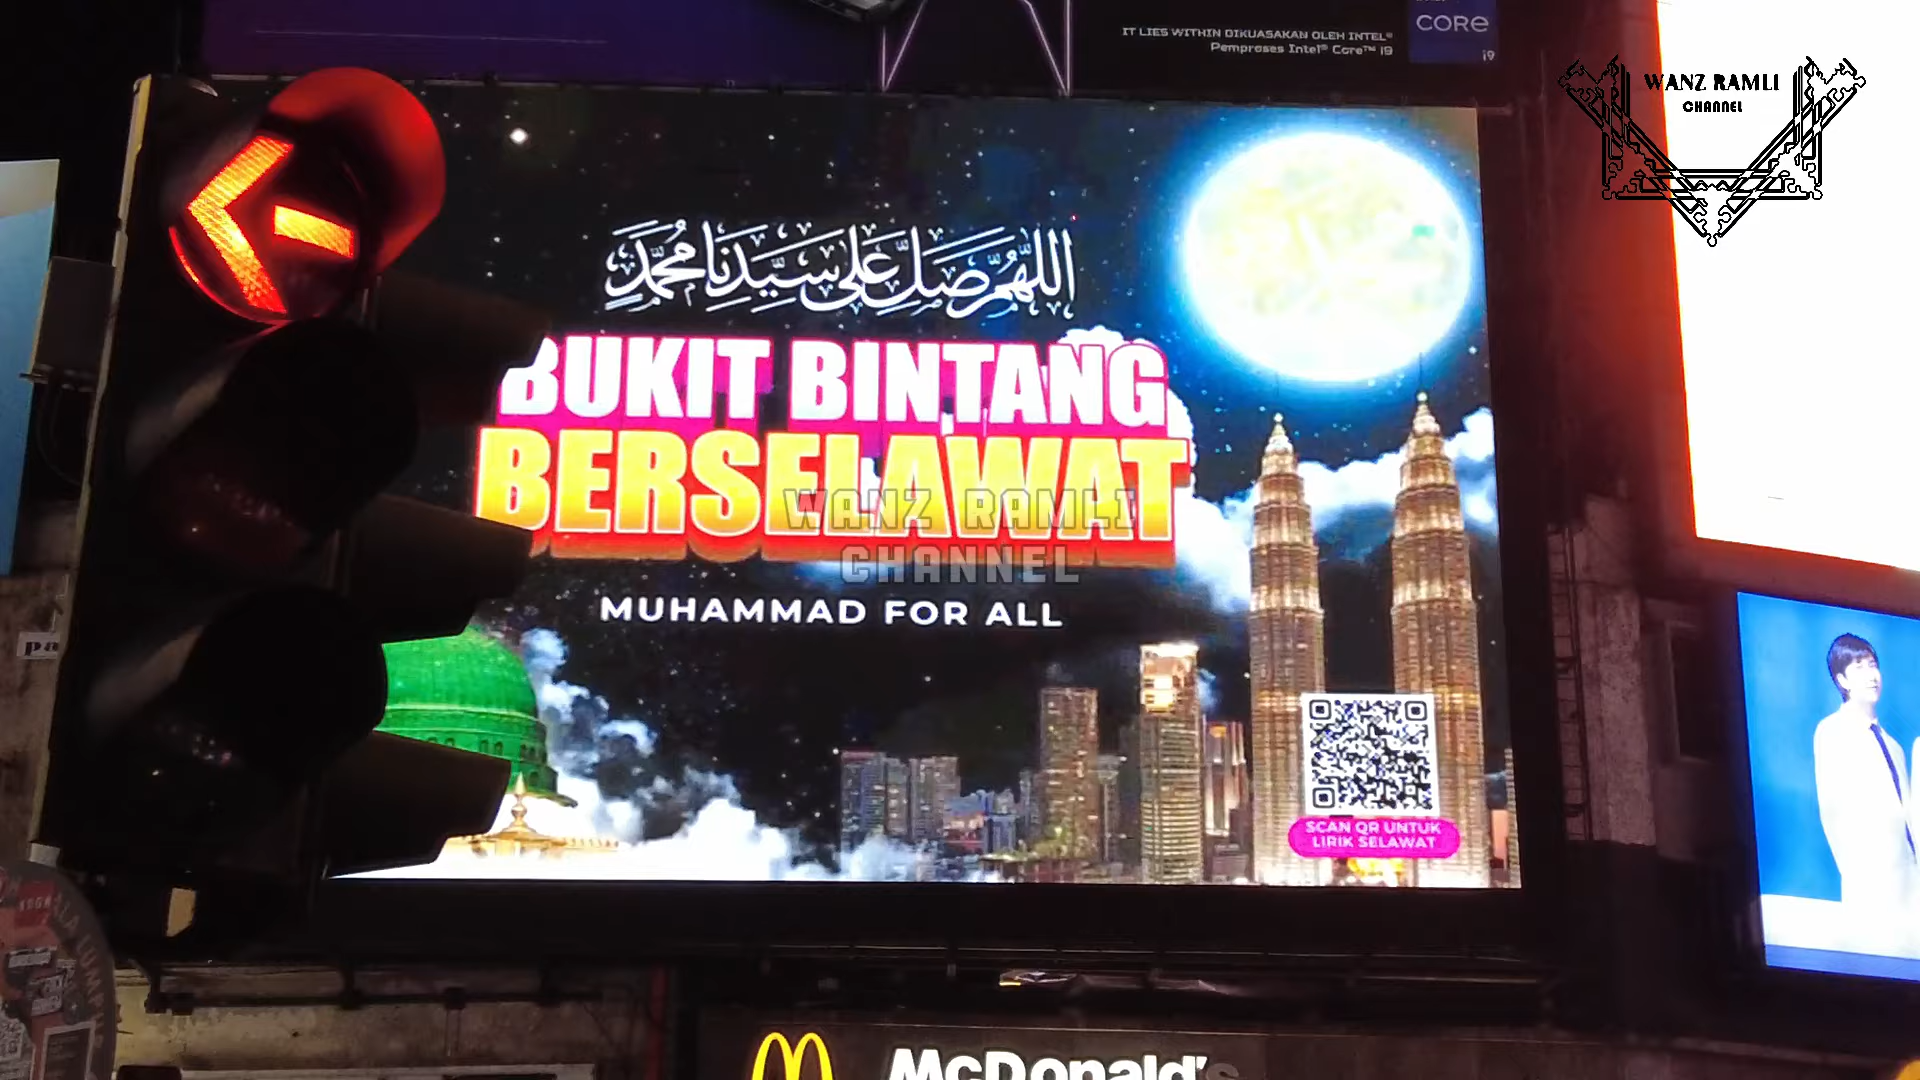 IT LIES WITHIN DIKUASAKAN OLEH INTEL®
Pemproses Intel® Core™ i9
CORE
i9
WANZ RAMLI
CHANNEL
اللهم صل على سيدنا محمد
BUKIT BINTANG
BERSELAWAT
WANZ RAMLI
CHANNEL
MUHAMMAD FOR ALL
SCAN QR UNTUK
LIRIK SELAWAT
McDonald's